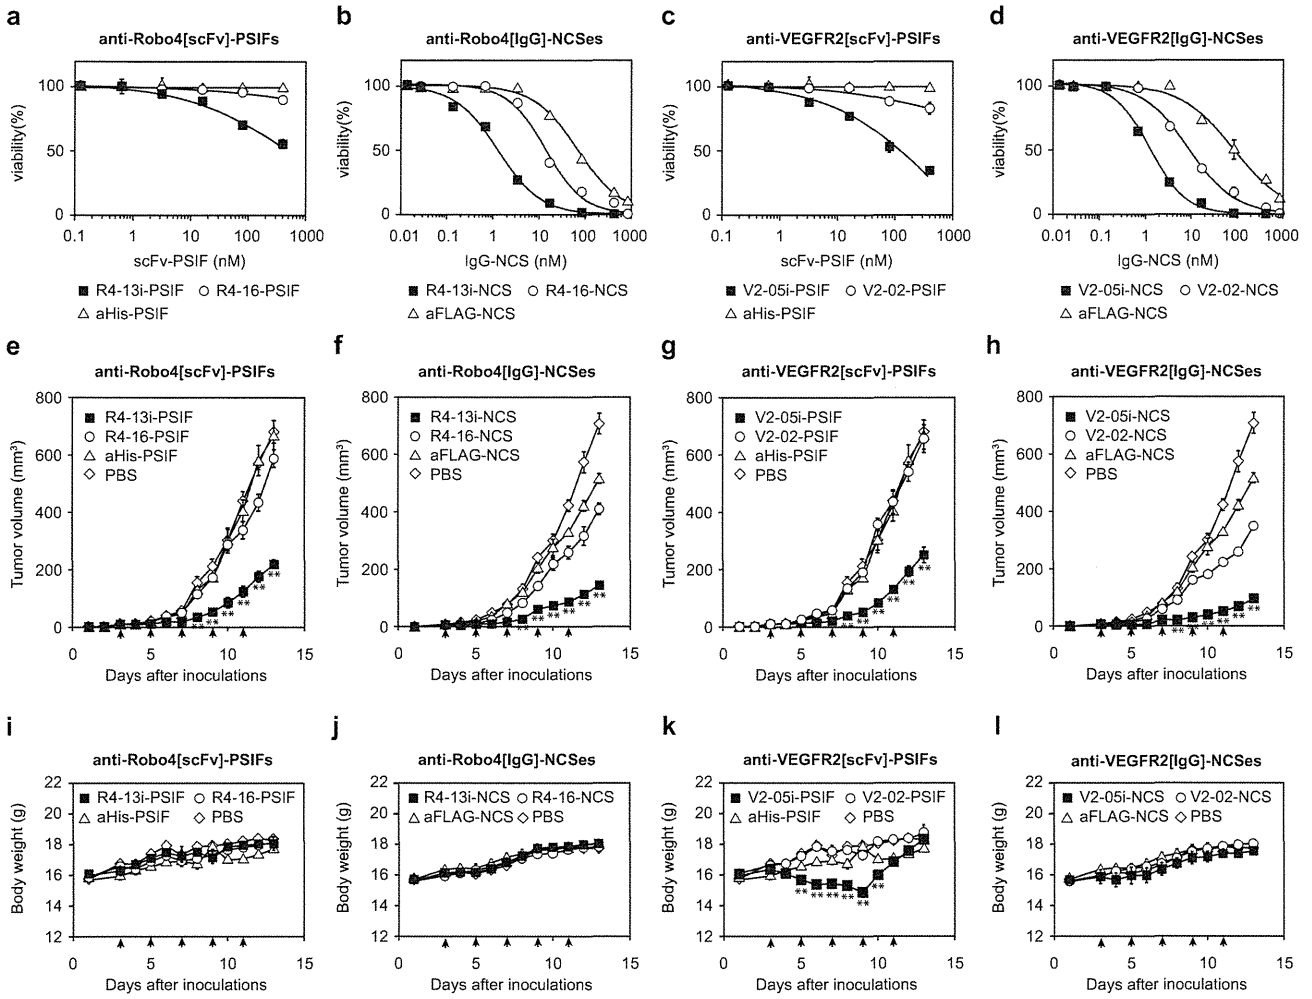 a
anti-Robo4[scFv]-PSIFs
viability(%)
100
50
0
0.1 1 10 100 1000
scFv-PSIF (nM)
R4-13i-PSIF R4-16-PSIF
aHis-PSIF
b
anti-Robo4[IgG]-NCSes
viability(%)
100
50
0
0.01 0.1 1 10 100 1000
IgG-NCS (nM)
R4-13i-NCS R4-16-NCS
aFLAG-NCS
c
anti-VEGFR2[scFv]-PSIFs
viability(%)
100
50
0
0.1 1 10 100 1000
scFv-PSIF (nM)
V2-05i-PSIF V2-02-PSIF
aHis-PSIF
d
anti-VEGFR2[IgG]-NCSes
viability(%)
100
50
0
0.01 0.1 1 10 100 1000
IgG-NCS (nM)
V2-05i-NCS V2-02-NCS
aFLAG-NCS
e
anti-Robo4[scFv]-PSIFs
Tumor volume (mm³)
800
600
400
200
0
R4-13i-PSIF
R4-16-PSIF
aHis-PSIF
PBS
** ** ** ** ** **
0 5 10 15
Days after inoculations
f
anti-Robo4[IgG]-NCSes
Tumor volume (mm³)
800
600
400
200
0
R4-13i-NCS
R4-16-NCS
aFLAG-NCS
PBS
** ** ** ** ** **
0 5 10 15
Days after inoculations
g
anti-VEGFR2[scFv]-PSIFs
Tumor volume (mm³)
800
600
400
200
0
V2-05i-PSIF
V2-02-PSIF
aHis-PSIF
PBS
** ** ** ** ** **
0 5 10 15
Days after inoculations
h
anti-VEGFR2[IgG]-NCSes
Tumor volume (mm³)
800
600
400
200
0
V2-05i-NCS
V2-02-NCS
aFLAG-NCS
PBS
** ** ** ** ** **
0 5 10 15
Days after inoculations
i
anti-Robo4[scFv]-PSIFs
Body weight (g)
22
20
18
16
14
12
R4-13i-PSIF R4-16-PSIF
aHis-PSIF PBS
0 5 10 15
Days after inoculations
j
anti-Robo4[IgG]-NCSes
Body weight (g)
22
20
18
16
14
12
R4-13i-NCS R4-16-NCS
aFLAG-NCS PBS
0 5 10 15
Days after inoculations
k
anti-VEGFR2[scFv]-PSIFs
Body weight (g)
22
20
18
16
14
12
V2-05i-PSIF V2-02-PSIF
aHis-PSIF PBS
** ** ** ** ** **
0 5 10 15
Days after inoculations
l
anti-VEGFR2[IgG]-NCSes
Body weight (g)
22
20
18
16
14
12
V2-05i-NCS V2-02-NCS
aFLAG-NCS PBS
0 5 10 15
Days after inoculations